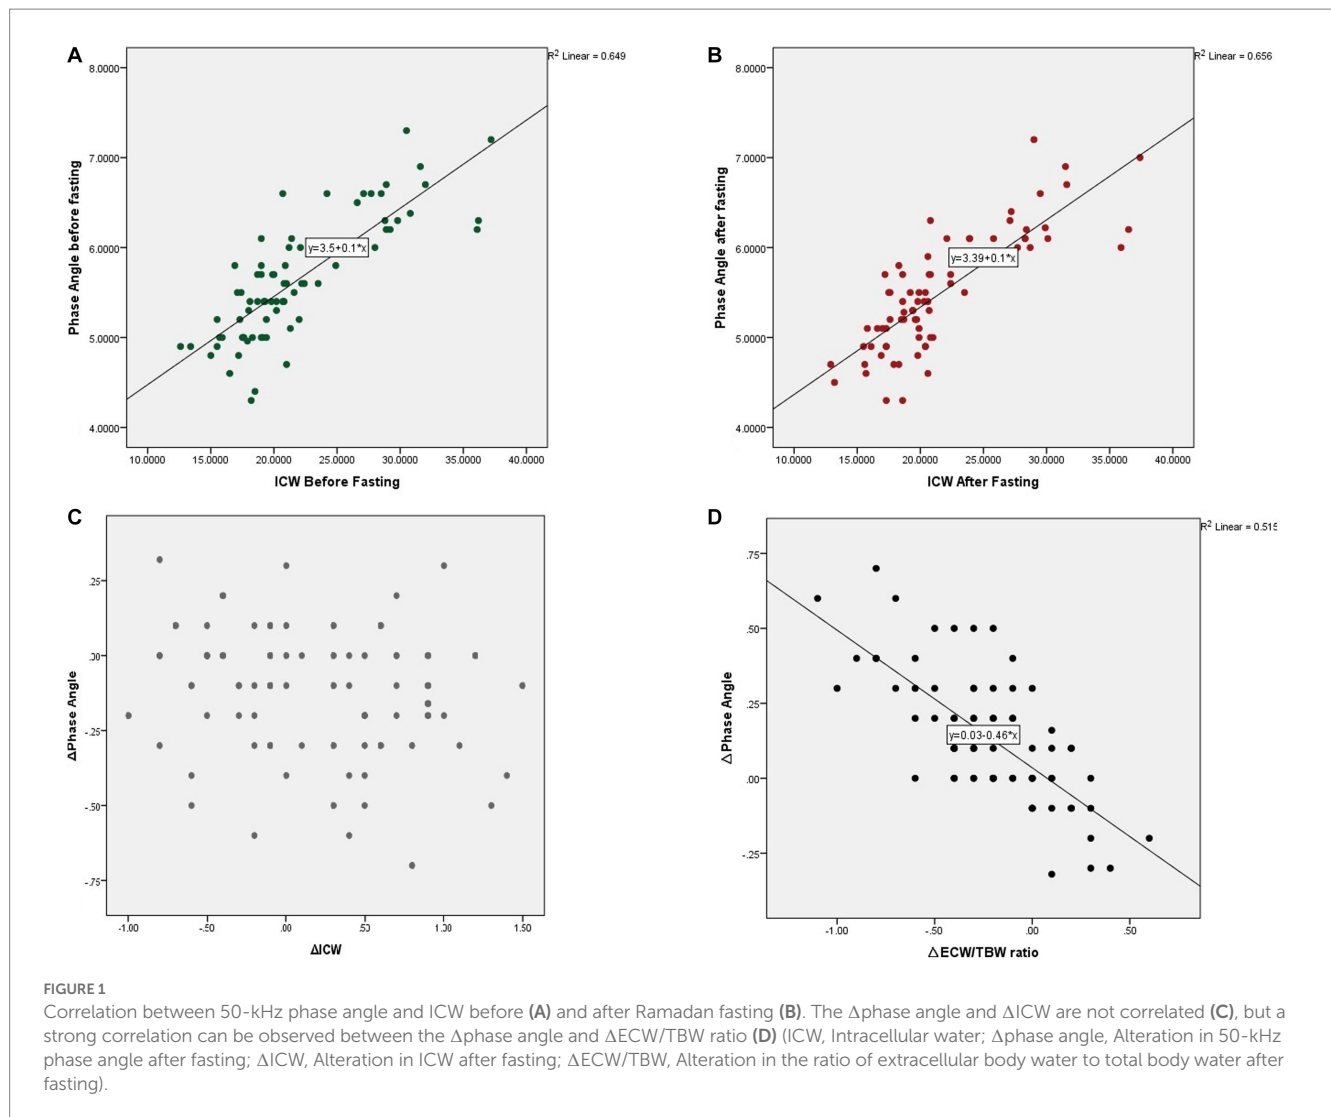 A
R² Linear = 0.649
8.0000
7.0000
6.0000
5.0000
4.0000
Phase Angle before fasting
y=3.5+0.1*x
10.0000 15.0000 20.0000 25.0000 30.0000 35.0000 40.0000
ICW Before Fasting
B
R² Linear = 0.656
8.0000
7.0000
6.0000
5.0000
4.0000
Phase Angle after fasting
y=3.39+0.1*x
10.0000 15.0000 20.0000 25.0000 30.0000 35.0000 40.0000
ICW After Fasting
C
.25
.00
-.25
-.50
-.75
ΔPhase Angle
-1.00 -.50 .00 .50 1.00 1.50
ΔICW
D
R² Linear = 0.515
.75
.50
.25
.00
-.25
△Phase Angle
y=0.03-0.46*x
-1.00 -.50 .00 .50
△ECW/TBW ratio
FIGURE 1
Correlation between 50-kHz phase angle and ICW before (A) and after Ramadan fasting (B). The Δphase angle and ΔICW are not correlated (C), but a
strong correlation can be observed between the Δphase angle and ΔECW/TBW ratio (D) (ICW, Intracellular water; Δphase angle, Alteration in 50-kHz
phase angle after fasting; ΔICW, Alteration in ICW after fasting; ΔECW/TBW, Alteration in the ratio of extracellular body water to total body water after
fasting).